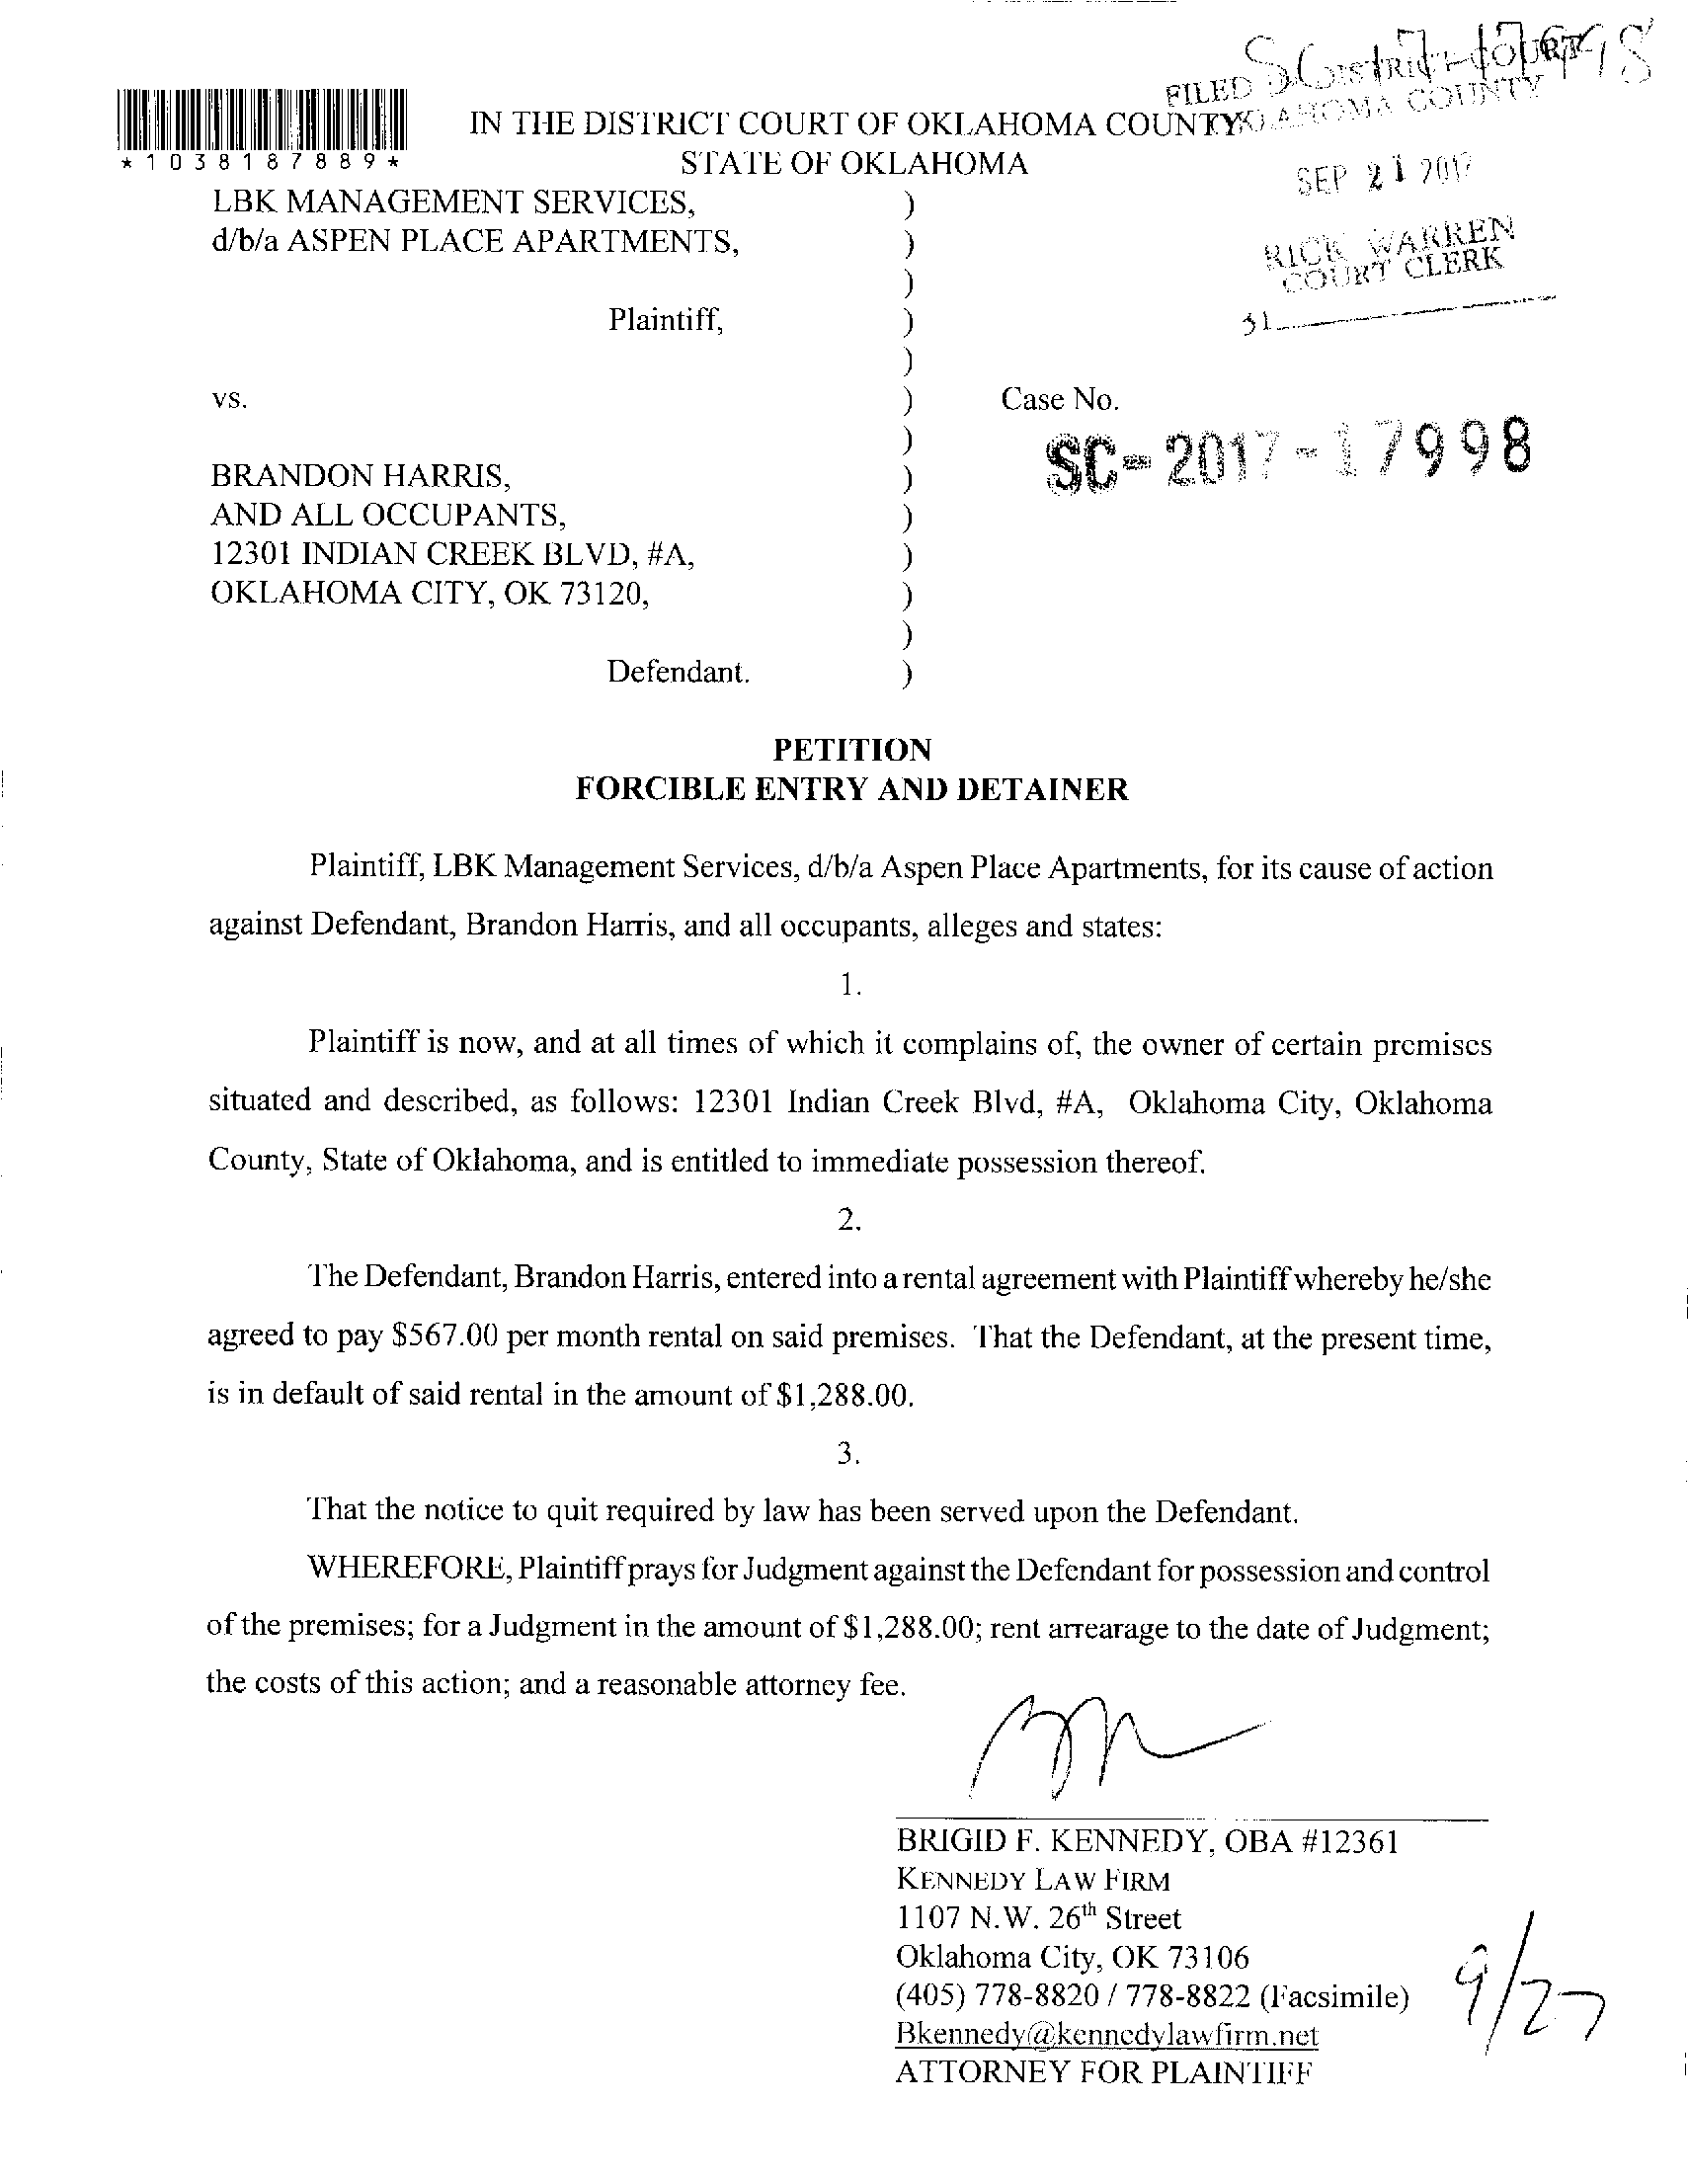 SC-17-17998
FILED DISTRICT COURT
OKLAHOMA COUNTY
*1038187889*
IN THE DISTRICT COURT OF OKLAHOMA COUNTY
STATE OF OKLAHOMA
SEP 21 2017
RICK WARREN
COURT CLERK
31
LBK MANAGEMENT SERVICES, )
d/b/a ASPEN PLACE APARTMENTS, )
)
Plaintiff, )
)
vs. ) Case No.
) SC-2017-17998
BRANDON HARRIS, )
AND ALL OCCUPANTS, )
12301 INDIAN CREEK BLVD, #A, )
OKLAHOMA CITY, OK 73120, )
)
Defendant. )
PETITION
FORCIBLE ENTRY AND DETAINER
Plaintiff, LBK Management Services, d/b/a Aspen Place Apartments, for its cause of action
against Defendant, Brandon Harris, and all occupants, alleges and states:
1.
Plaintiff is now, and at all times of which it complains of, the owner of certain premises
situated and described, as follows: 12301 Indian Creek Blvd, #A, Oklahoma City, Oklahoma
County, State of Oklahoma, and is entitled to immediate possession thereof.
2.
The Defendant, Brandon Harris, entered into a rental agreement with Plaintiff whereby he/she
agreed to pay $567.00 per month rental on said premises. That the Defendant, at the present time,
is in default of said rental in the amount of $1,288.00.
3.
That the notice to quit required by law has been served upon the Defendant.
WHEREFORE, Plaintiff prays for Judgment against the Defendant for possession and control
of the premises; for a Judgment in the amount of $1,288.00; rent arrearage to the date of Judgment;
the costs of this action; and a reasonable attorney fee.
BRIGID F. KENNEDY, OBA #12361
KENNEDY LAW FIRM
1107 N.W. 26th Street
Oklahoma City, OK 73106
(405) 778-8820 / 778-8822 (Facsimile)
Bkennedy@kennedylawfirm.net
ATTORNEY FOR PLAINTIFF
9/27